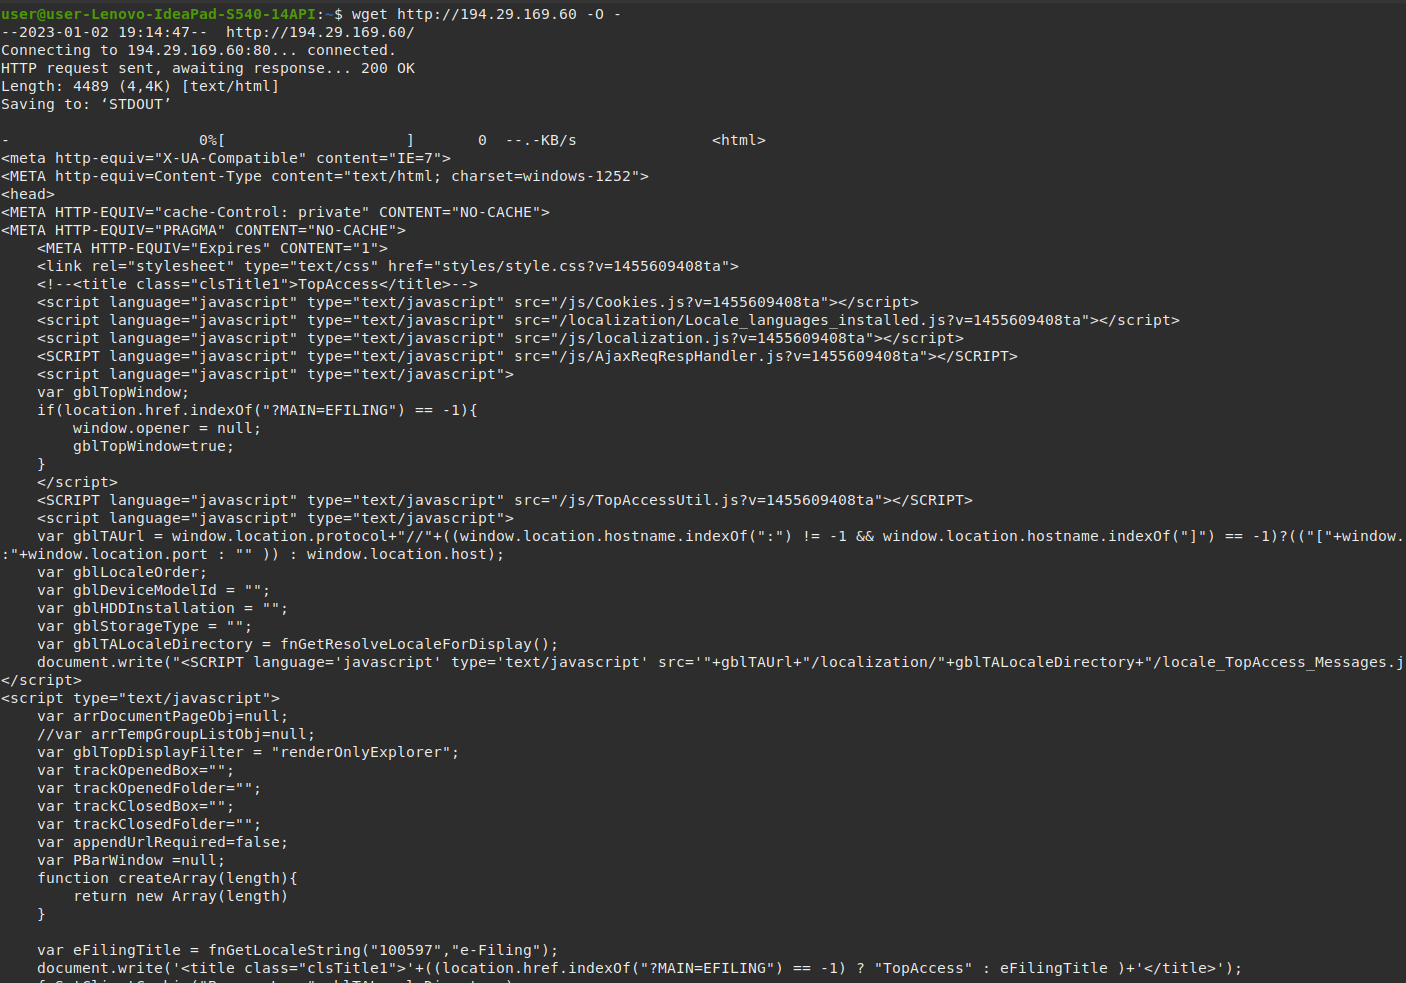 user@user-Lenovo-IdeaPad-S540-14API:~$ wget http://194.29.169.60 -O -
--2023-01-02 19:14:47--  http://194.29.169.60/
Connecting to 194.29.169.60:80... connected.
HTTP request sent, awaiting response... 200 OK
Length: 4489 (4,4K) [text/html]
Saving to: ‘STDOUT’

-                     0%[                    ]       0  --.-KB/s               <html>
<meta http-equiv="X-UA-Compatible" content="IE=7">
<META http-equiv=Content-Type content="text/html; charset=windows-1252">
<head>
<META HTTP-EQUIV="cache-Control: private" CONTENT="NO-CACHE">
<META HTTP-EQUIV="PRAGMA" CONTENT="NO-CACHE">
    <META HTTP-EQUIV="Expires" CONTENT="1">
    <link rel="stylesheet" type="text/css" href="styles/style.css?v=1455609408ta">
    <!--<title class="clsTitle1">TopAccess</title>-->
    <script language="javascript" type="text/javascript" src="/js/Cookies.js?v=1455609408ta"></script>
    <script language="javascript" type="text/javascript" src="/localization/Locale_languages_installed.js?v=1455609408ta"></script>
    <script language="javascript" type="text/javascript" src="/js/localization.js?v=1455609408ta"></script>
    <SCRIPT language="javascript" type="text/javascript" src="/js/AjaxReqRespHandler.js?v=1455609408ta"></SCRIPT>
    <script language="javascript" type="text/javascript">
    var gblTopWindow;
    if(location.href.indexOf("?MAIN=EFILING") == -1){
        window.opener = null;
        gblTopWindow=true;
    }
    </script>
    <SCRIPT language="javascript" type="text/javascript" src="/js/TopAccessUtil.js?v=1455609408ta"></SCRIPT>
    <script language="javascript" type="text/javascript">
    var gblTAUrl = window.location.protocol+"//"+((window.location.hostname.indexOf(":") != -1 && window.location.hostname.indexOf("]") == -1)?(("["+window.
:"+window.location.port : "" )) : window.location.host);
    var gblLocaleOrder;
    var gblDeviceModelId = "";
    var gblHDDInstallation = "";
    var gblStorageType = "";
    var gblTALocaleDirectory = fnGetResolveLocaleForDisplay();
    document.write("<SCRIPT language='javascript' type='text/javascript' src='"+gblTAUrl+"/localization/"+gblTALocaleDirectory+"/locale_TopAccess_Messages.j
</script>
<script type="text/javascript">
    var arrDocumentPageObj=null;
    //var arrTempGroupListObj=null;
    var gblTopDisplayFilter = "renderOnlyExplorer";
    var trackOpenedBox="";
    var trackOpenedFolder="";
    var trackClosedBox="";
    var trackClosedFolder="";
    var appendUrlRequired=false;
    var PBarWindow =null;
    function createArray(length){
        return new Array(length)
    }

    var eFilingTitle = fnGetLocaleString("100597","e-Filing");
    document.write('<title class="clsTitle1">'+((location.href.indexOf("?MAIN=EFILING") == -1) ? "TopAccess" : eFilingTitle )+'</title>');